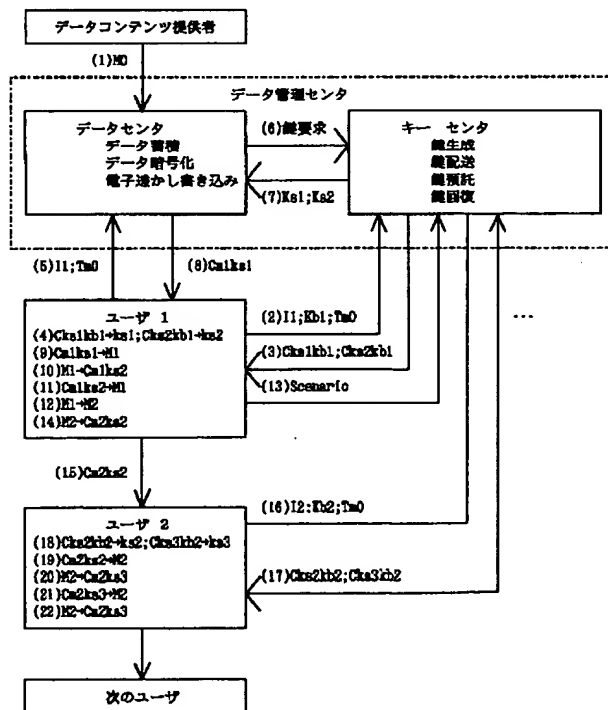 データコンテンツ提供者
(1)M0
データ管理センタ
データセンタ
データ蓄積
データ暗号化
電子透かし書き込み
(6)鍵要求
(7)Ks1;Ks2
キー センタ
鍵生成
鍵配送
鍵預託
鍵回復
(5)I1;Tm0
(8)Cm1ks1
ユーザ 1
(4)Cks1kb1→ks1;Cks2kb1→ks2
(9)Cm1ks1→M1
(10)M1→Cm1ks2
(11)Cm1ks2→M1
(12)M1→M2
(14)M2→Cm2ks2
(2)I1;Kb1;Tm0
(3)Cks1kb1;Cks2kb1
(13)Scenario
…
(15)Cm2ks2
ユーザ 2
(18)Cks2kb2→ks2;Cks3kb2→ks3
(19)Cm2ks2→M2
(20)M2→Cm2ks3
(21)Cm2ks3→M2
(22)M2→Cm2ks3
(16)I2:Kb2;Tm0
(17)Cks2kb2;Cks3kb2
次のユーザ